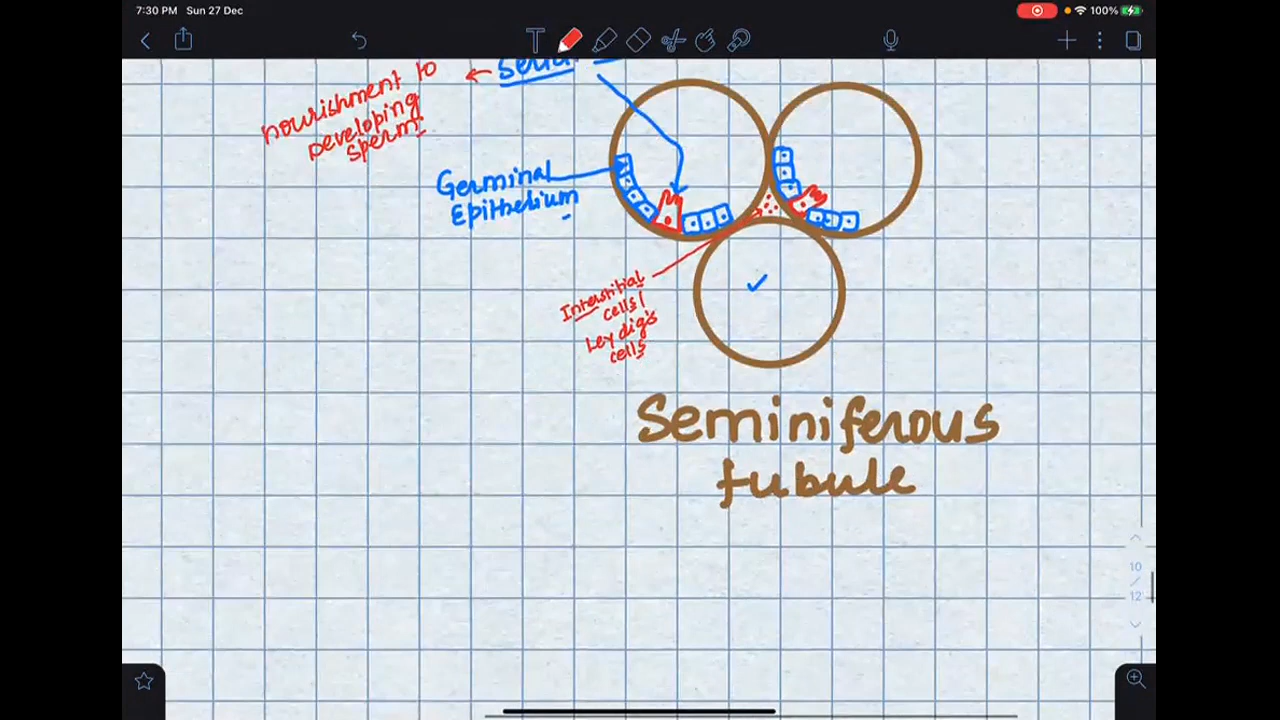 7:30 PM Sun 27 Dec
100%
nourishment to
Developing
sperm
Germinal
Epithelium
Interstitial
cells/
Leydig's
cells
Seminiferous
tubule
10
/
12